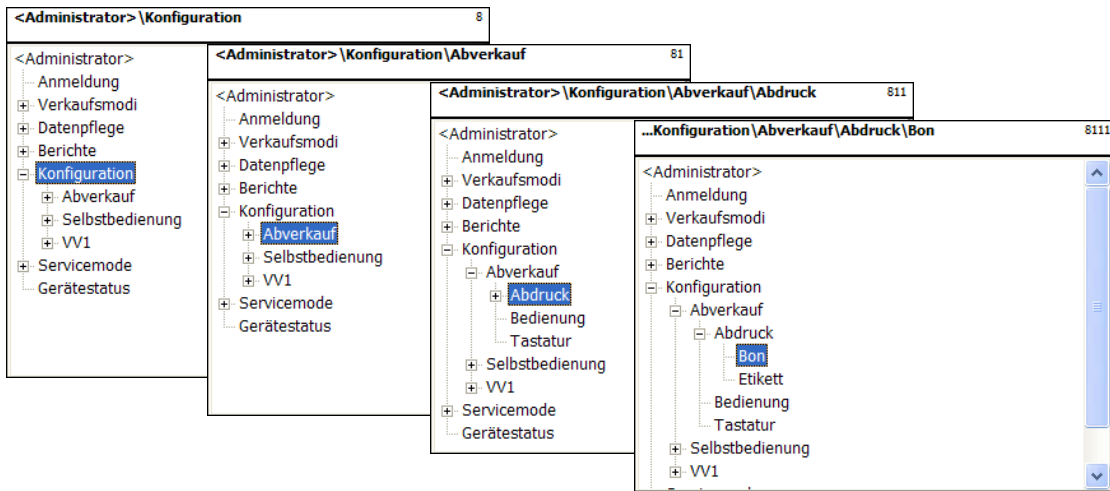 <Administrator>\Konfiguration 8
<Administrator>
Anmeldung
Verkaufsmodi
Datenpflege
Berichte
Konfiguration
Abverkauf
Selbstbedienung
VV1
Servicemode
Gerätestatus
<Administrator>\Konfiguration\Abverkauf 81
<Administrator>
Anmeldung
Verkaufsmodi
Datenpflege
Berichte
Konfiguration
Abverkauf
Selbstbedienung
VV1
Servicemode
Gerätestatus
<Administrator>\Konfiguration\Abverkauf\Abdruck 811
<Administrator>
Anmeldung
Verkaufsmodi
Datenpflege
Berichte
Konfiguration
Abverkauf
Abdruck
Bedienung
Tastatur
Selbstbedienung
VV1
Servicemode
Gerätestatus
...Konfiguration\Abverkauf\Abdruck\Bon 8111
<Administrator>
Anmeldung
Verkaufsmodi
Datenpflege
Berichte
Konfiguration
Abverkauf
Abdruck
Bon
Etikett
Bedienung
Tastatur
Selbstbedienung
VV1